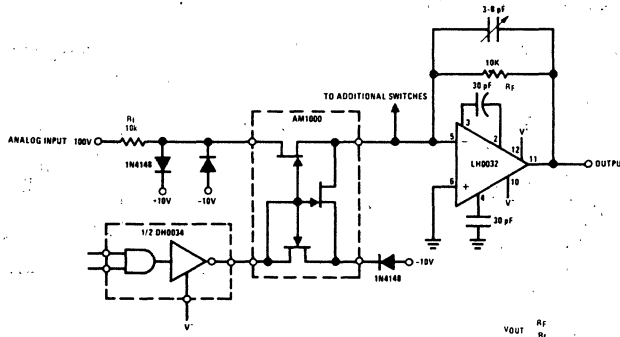 3-8 pF
10K
RF
30 pF
TO ADDITIONAL SWITCHES
AM1000
RI
10k
ANALOG INPUT 100V
1N4148
+10V
-10V
3
2
5
12
V+
11
OUTPUT
LH0032
6
10
V-
4
30 pF
1/2 DH0034
V-
1N4148
-10V
VOUT RF
RI